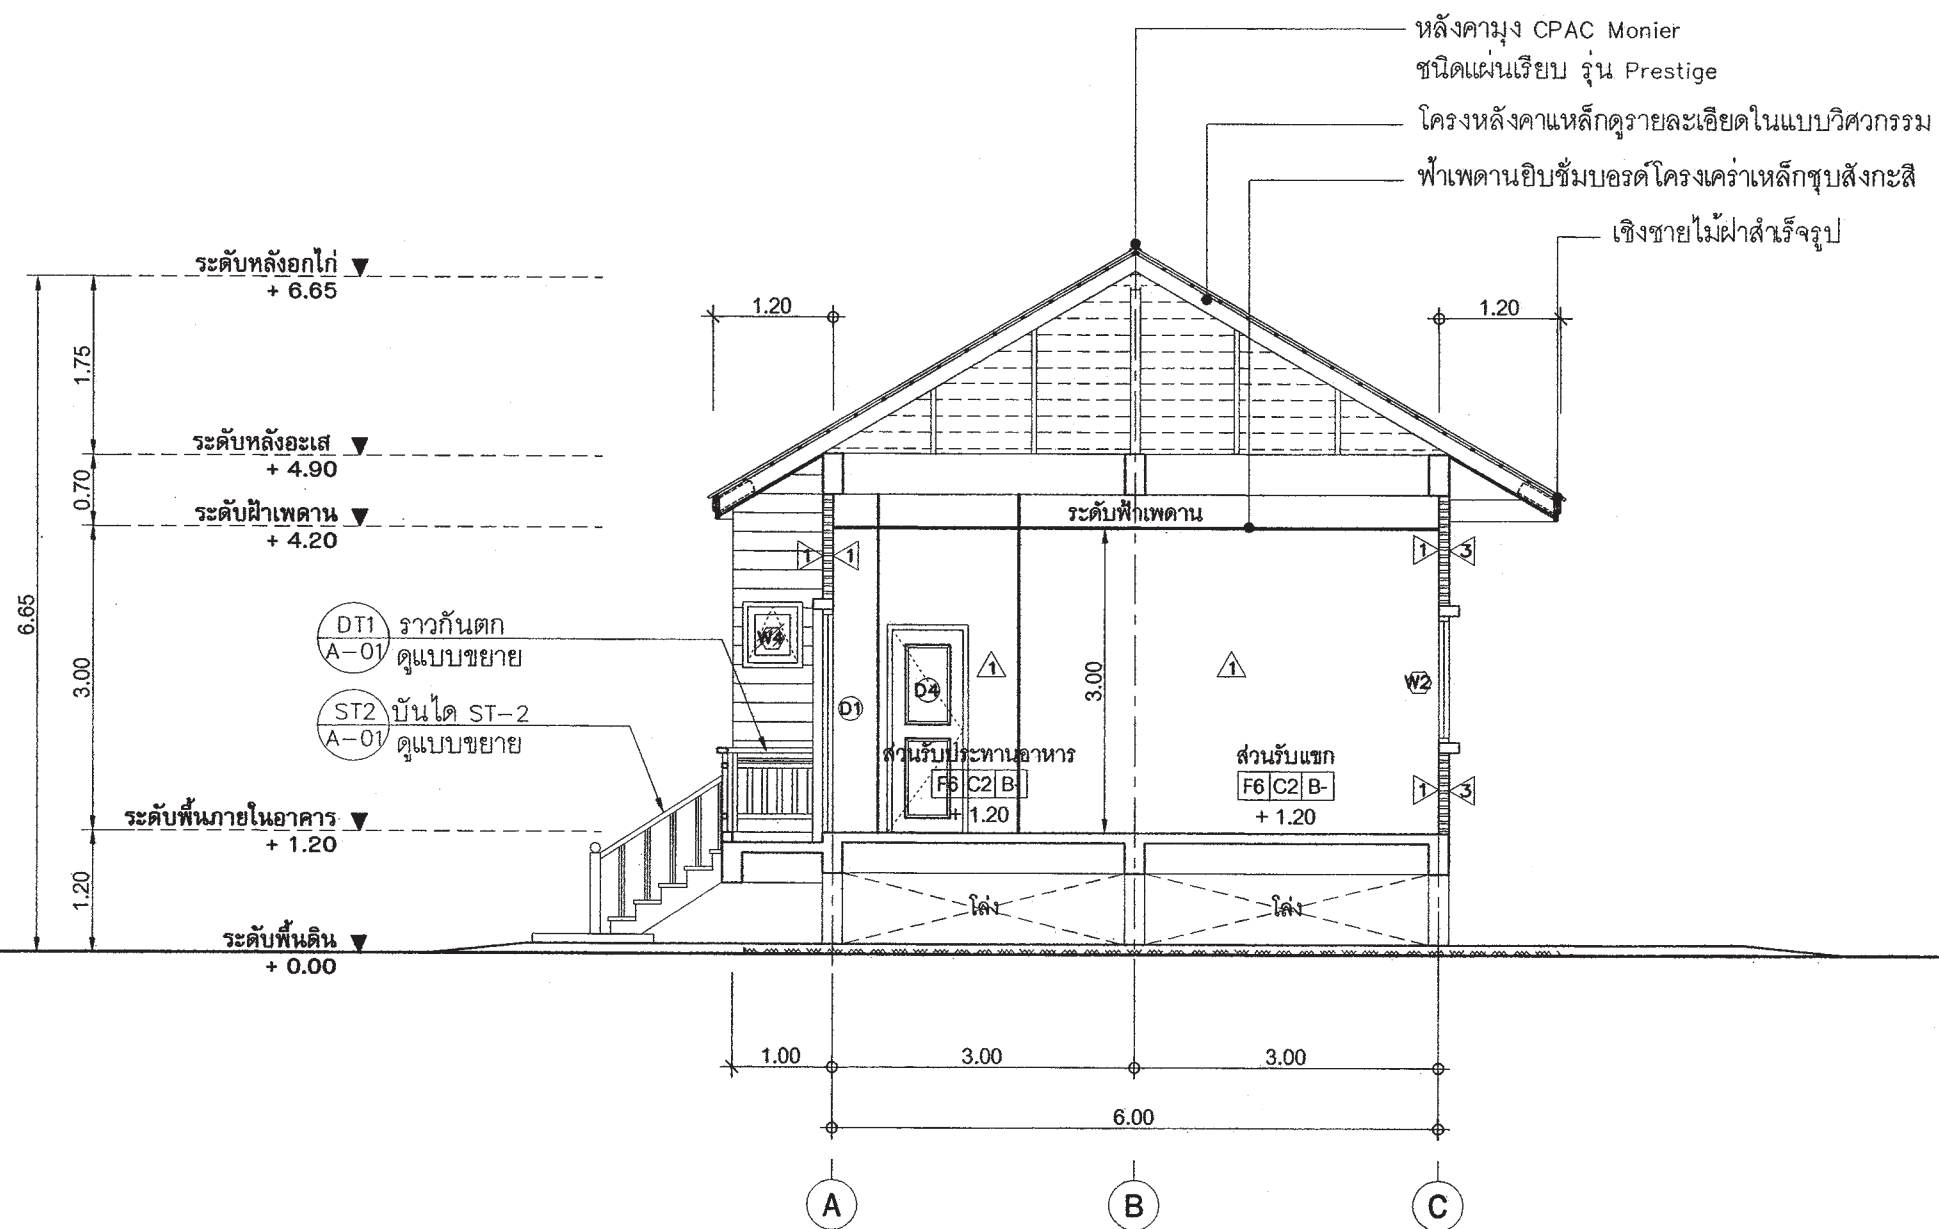 หลังคามุง CPAC Monier
ชนิดแผ่นเรียบ รุ่น Prestige
โครงหลังคาแหล็กดูรายละเอียดในแบบวิศวกรรม
ฟ้าเพดานยิบซั่มบอรด์โครงเคร่าเหล็กชุบสังกะสี
เชิงชายไม้ฝาสำเร็จรูป
ระดับหลังอกไก่
+ 6.65
1.20
1.20
1.75
ระดับหลังอะเส
+ 4.90
0.70
ระดับฝ้าเพดาน
+ 4.20
ระดับฟ้าเพดาน
1 1
1 3
6.65
3.00
DT1
A-01
ราวกันตก
ดูแบบขยาย
W4
ST2
A-01
บันได ST-2
ดูแบบขยาย
D1
D4
1
3.00
1
W2
ส่วนรับประทานอาหาร
F6 C2 B-
+ 1.20
ส่วนรับแขก
F6 C2 B-
+ 1.20
1 3
ระดับพื้นภายในอาคาร
+ 1.20
1.20
โล่ง
โล่ง
ระดับพื้นดิน
+ 0.00
1.00
3.00
3.00
6.00
A
B
C